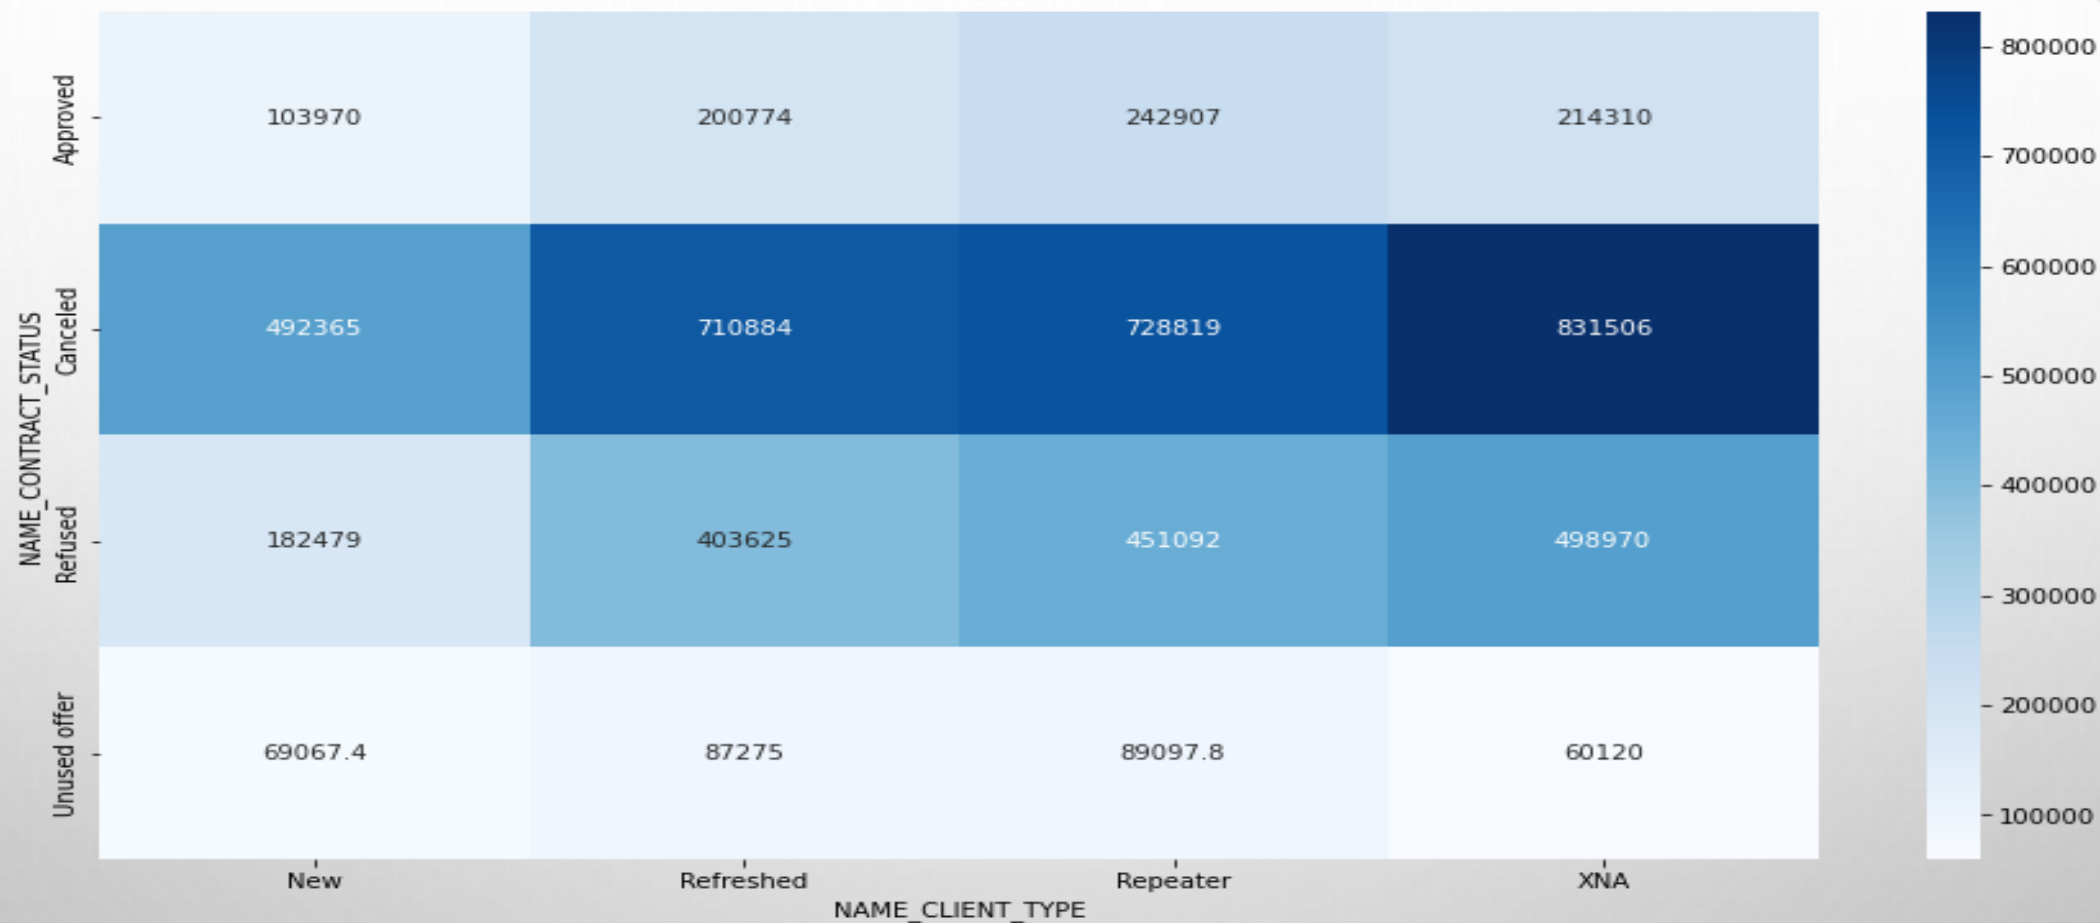 Approved 103970 200774 242907 214310
Canceled 492365 710884 728819 831506
Refused 182479 403625 451092 498970
Unused offer 69067.4 87275 89097.8 60120
NAME_CONTRACT_STATUS
New Refreshed Repeater XNA
NAME_CLIENT_TYPE
800000
700000
600000
500000
400000
300000
200000
100000